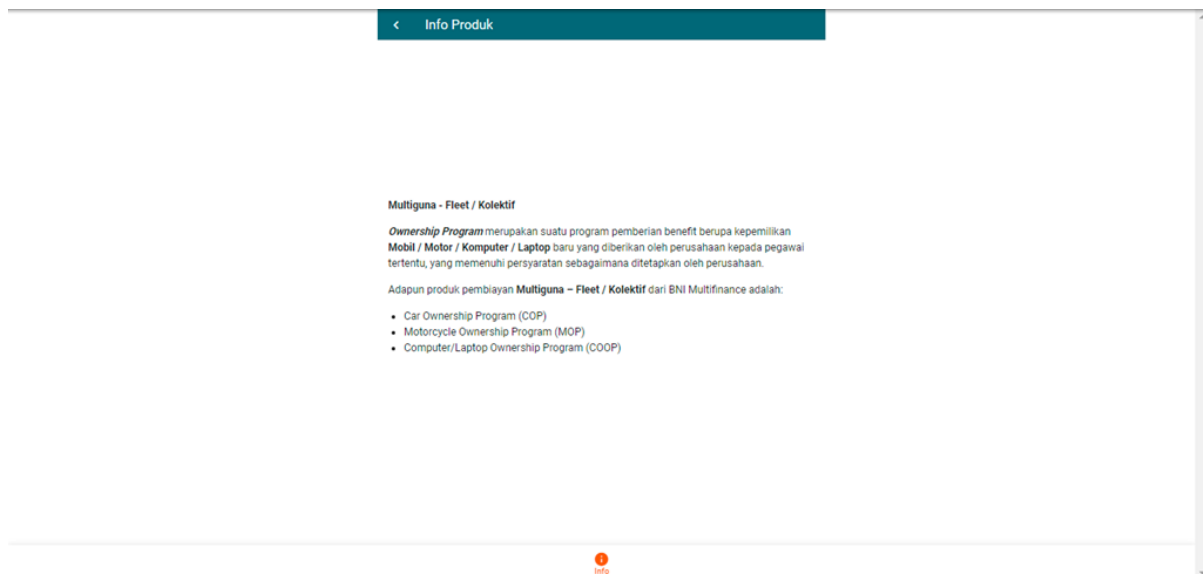 Info Produk
Multiguna - Fleet / Kolektif
Ownership Program merupakan suatu program pemberian benefit berupa kepemilikan
Mobil / Motor / Komputer / Laptop baru yang diberikan oleh perusahaan kepada pegawai
tertentu, yang memenuhi persyaratan sebagaimana ditetapkan oleh perusahaan.
Adapun produk pembiayan Multiguna – Fleet / Kolektif dari BNI Multifinance adalah:
• Car Ownership Program (COP)
• Motorcycle Ownership Program (MOP)
• Computer/Laptop Ownership Program (COOP)
Info